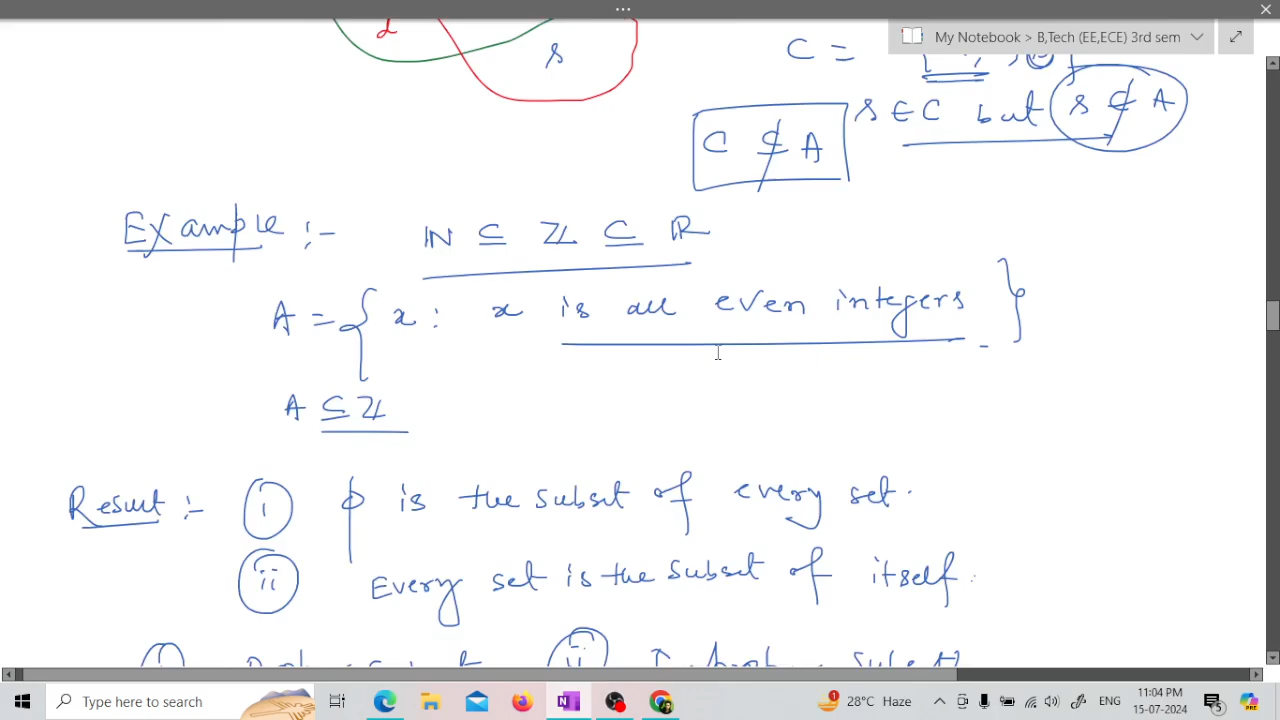 ...
My Notebook > B,Tech (EE,ECE) 3rd sem
s
C =
s ∈ C but s ∉ A
C ⊈ A
Example :- ℕ ⊆ ℤ ⊆ ℝ
A = { x : x is all even integers }
A ⊆ ℤ
Result :- (i) ϕ is the subset of every set.
(ii) Every set is the subset of itself.
Type here to search
28°C Haze
ENG
11:04 PM
15-07-2024